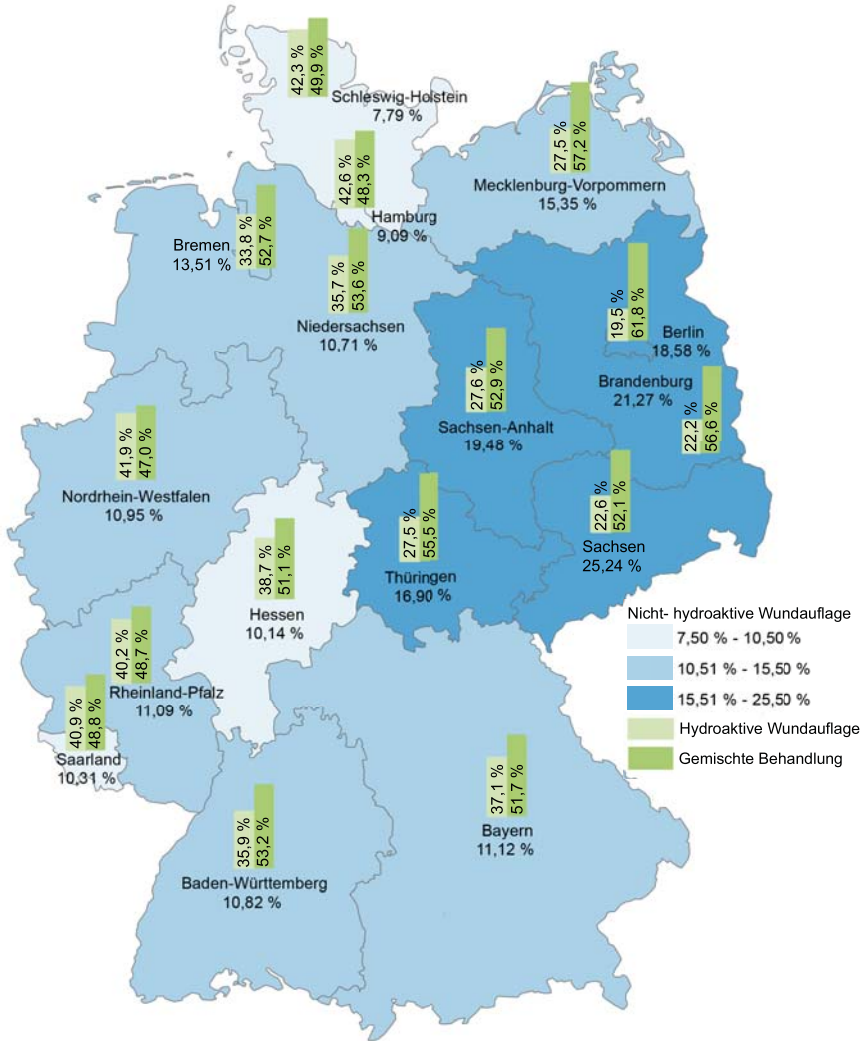 42,3 %
49,9 %
Schleswig-Holstein
7,79 %
42,6 %
48,3 %
Hamburg
9,09 %
27,5 %
57,2 %
Mecklenburg-Vorpommern
15,35 %
33,8 %
52,7 %
Bremen
13,51 %
35,7 %
53,6 %
Niedersachsen
10,71 %
19,5 %
61,8 %
Berlin
18,58 %
Brandenburg
21,27 %
22,2 %
56,6 %
27,6 %
52,9 %
Sachsen-Anhalt
19,48 %
41,9 %
47,0 %
Nordrhein-Westfalen
10,95 %
22,6 %
52,1 %
Sachsen
25,24 %
27,5 %
55,5 %
Thüringen
16,90 %
38,7 %
51,1 %
Hessen
10,14 %
40,2 %
48,7 %
Rheinland-Pfalz
11,09 %
40,9 %
48,8 %
Saarland
10,31 %
37,1 %
51,7 %
Bayern
11,12 %
35,9 %
53,2 %
Baden-Württemberg
10,82 %
Nicht- hydroaktive Wundauflage
7,50 % - 10,50 %
10,51 % - 15,50 %
15,51 % - 25,50 %
Hydroaktive Wundauflage
Gemischte Behandlung